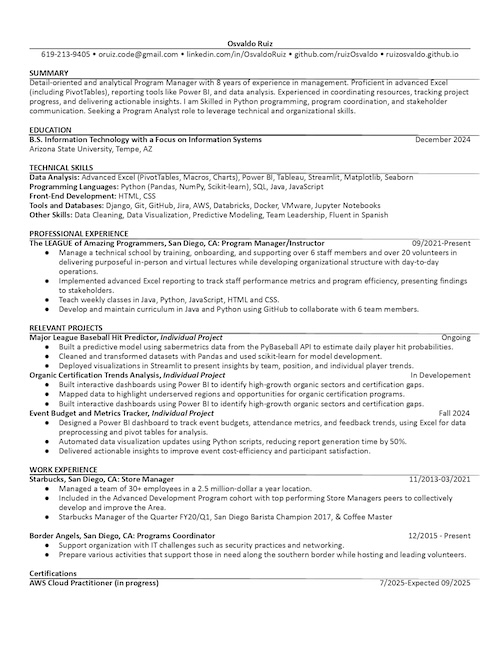 Osvaldo Ruiz
619-213-9405 • oruiz.code@gmail.com • linkedin.com/in/OsvaldoRuiz • github.com/ruizOsvaldo • ruizosvaldo.github.io
SUMMARY
Detail-oriented and analytical Program Manager with 8 years of experience in management. Proficient in advanced Excel
(including PivotTables), reporting tools like Power BI, and data analysis. Experienced in coordinating resources, tracking project
progress, and delivering actionable insights. I am Skilled in Python programming, program coordination, and stakeholder
communication. Seeking a Program Analyst role to leverage technical and organizational skills.
EDUCATION
B.S. Information Technology with a Focus on Information Systems December 2024
Arizona State University, Tempe, AZ
TECHNICAL SKILLS
Data Analysis: Advanced Excel (PivotTables, Macros, Charts), Power BI, Tableau, Streamlit, Matplotlib, Seaborn
Programming Languages: Python (Pandas, NumPy, Scikit-learn), SQL, Java, JavaScript
Front-End Development: HTML, CSS
Tools and Databases: Django, Git, GitHub, Jira, AWS, Databricks, Docker, VMware, Jupyter Notebooks
Other Skills: Data Cleaning, Data Visualization, Predictive Modeling, Team Leadership, Fluent in Spanish
PROFESSIONAL EXPERIENCE
The LEAGUE of Amazing Programmers, San Diego, CA: Program Manager/Instructor 09/2021-Present
● Manage a technical school by training, onboarding, and supporting over 6 staff members and over 20 volunteers in
delivering purposeful in-person and virtual lectures while developing organizational structure with day-to-day
operations.
● Implemented advanced Excel reporting to track staff performance metrics and program efficiency, presenting findings
to stakeholders.
● Teach weekly classes in Java, Python, JavaScript, HTML and CSS.
● Develop and maintain curriculum in Java and Python using GitHub to collaborate with 6 team members.
RELEVANT PROJECTS
Major League Baseball Hit Predictor, Individual Project Ongoing
● Built a predictive model using sabermetrics data from the PyBaseball API to estimate daily player hit probabilities.
● Cleaned and transformed datasets with Pandas and used scikit-learn for model development.
● Deployed visualizations in Streamlit to present insights by team, position, and individual player trends.
Organic Certification Trends Analysis, Individual Project In Developement
● Built interactive dashboards using Power BI to identify high-growth organic sectors and certification gaps.
● Mapped data to highlight underserved regions and opportunities for organic certification programs.
● Built interactive dashboards using Power BI to identify high-growth organic sectors and certification gaps.
Event Budget and Metrics Tracker, Individual Project Fall 2024
● Designed a Power BI dashboard to track event budgets, attendance metrics, and feedback trends, using Excel for data
preprocessing and pivot tables for analysis.
● Automated data visualization updates using Python scripts, reducing report generation time by 50%.
● Delivered actionable insights to improve event cost-efficiency and participant satisfaction.
WORK EXPERIENCE
Starbucks, San Diego, CA: Store Manager 11/2013-03/2021
● Managed a team of 30+ employees in a 2.5 million-dollar a year location.
● Included in the Advanced Development Program cohort with top performing Store Managers peers to collectively
develop and improve the Area.
● Starbucks Manager of the Quarter FY20/Q1, San Diego Barista Champion 2017, & Coffee Master
Border Angels, San Diego, CA: Programs Coordinator 12/2015 - Present
● Support organization with IT challenges such as security practices and networking.
● Prepare various activities that support those in need along the southern border while hosting and leading volunteers.
Certifications
AWS Cloud Practitioner (in progress) 7/2025-Expected 09/2025